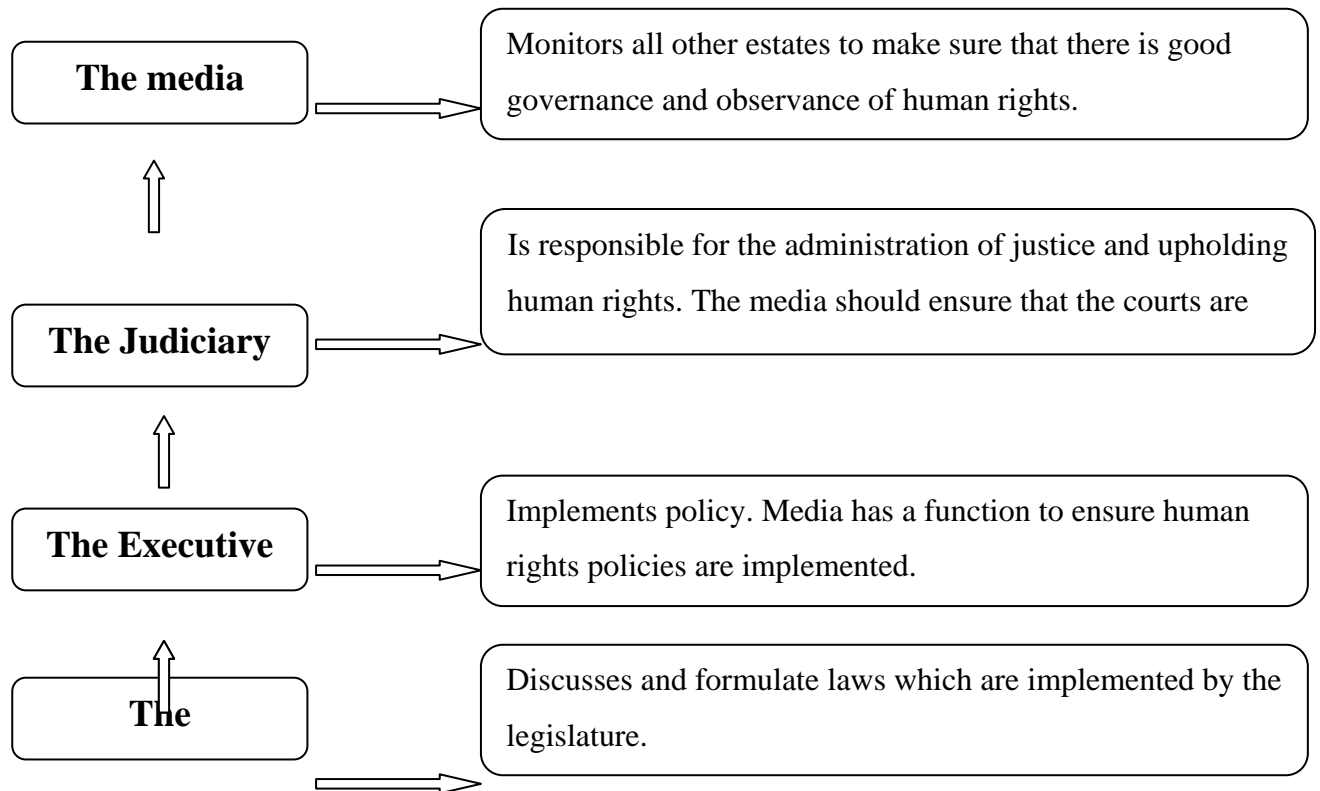 The media
Monitors all other estates to make sure that there is good
governance and observance of human rights.
The Judiciary
Is responsible for the administration of justice and upholding
human rights. The media should ensure that the courts are
The Executive
Implements policy. Media has a function to ensure human
rights policies are implemented.
The
Discusses and formulate laws which are implemented by the
legislature.